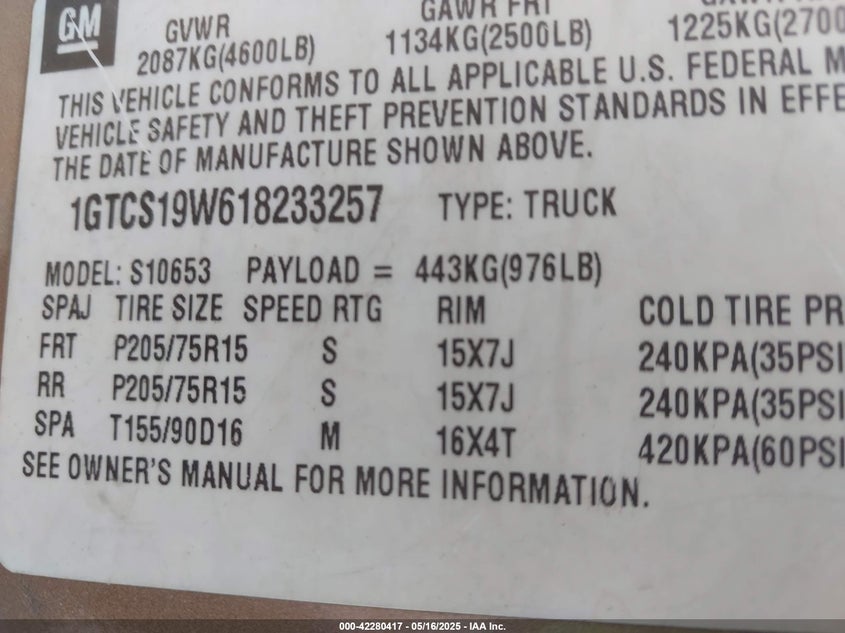 GM
GVWR GAWR FRT
2087KG(4600LB) 1134KG(2500LB) 1225KG(2700
THIS VEHICLE CONFORMS TO ALL APPLICABLE U.S. FEDERAL M
VEHICLE SAFETY AND THEFT PREVENTION STANDARDS IN EFFE
THE DATE OF MANUFACTURE SHOWN ABOVE.
1GTCS19W618233257 TYPE: TRUCK
MODEL: S10653 PAYLOAD = 443KG(976LB)
SPAJ TIRE SIZE SPEED RTG RIM COLD TIRE PR
FRT P205/75R15 S 15X7J 240KPA(35PSI
RR P205/75R15 S 15X7J 240KPA(35PSI
SPA T155/90D16 M 16X4T 420KPA(60PSI
SEE OWNER'S MANUAL FOR MORE INFORMATION.
000-42280417 - 05/16/2025 - IAA Inc.